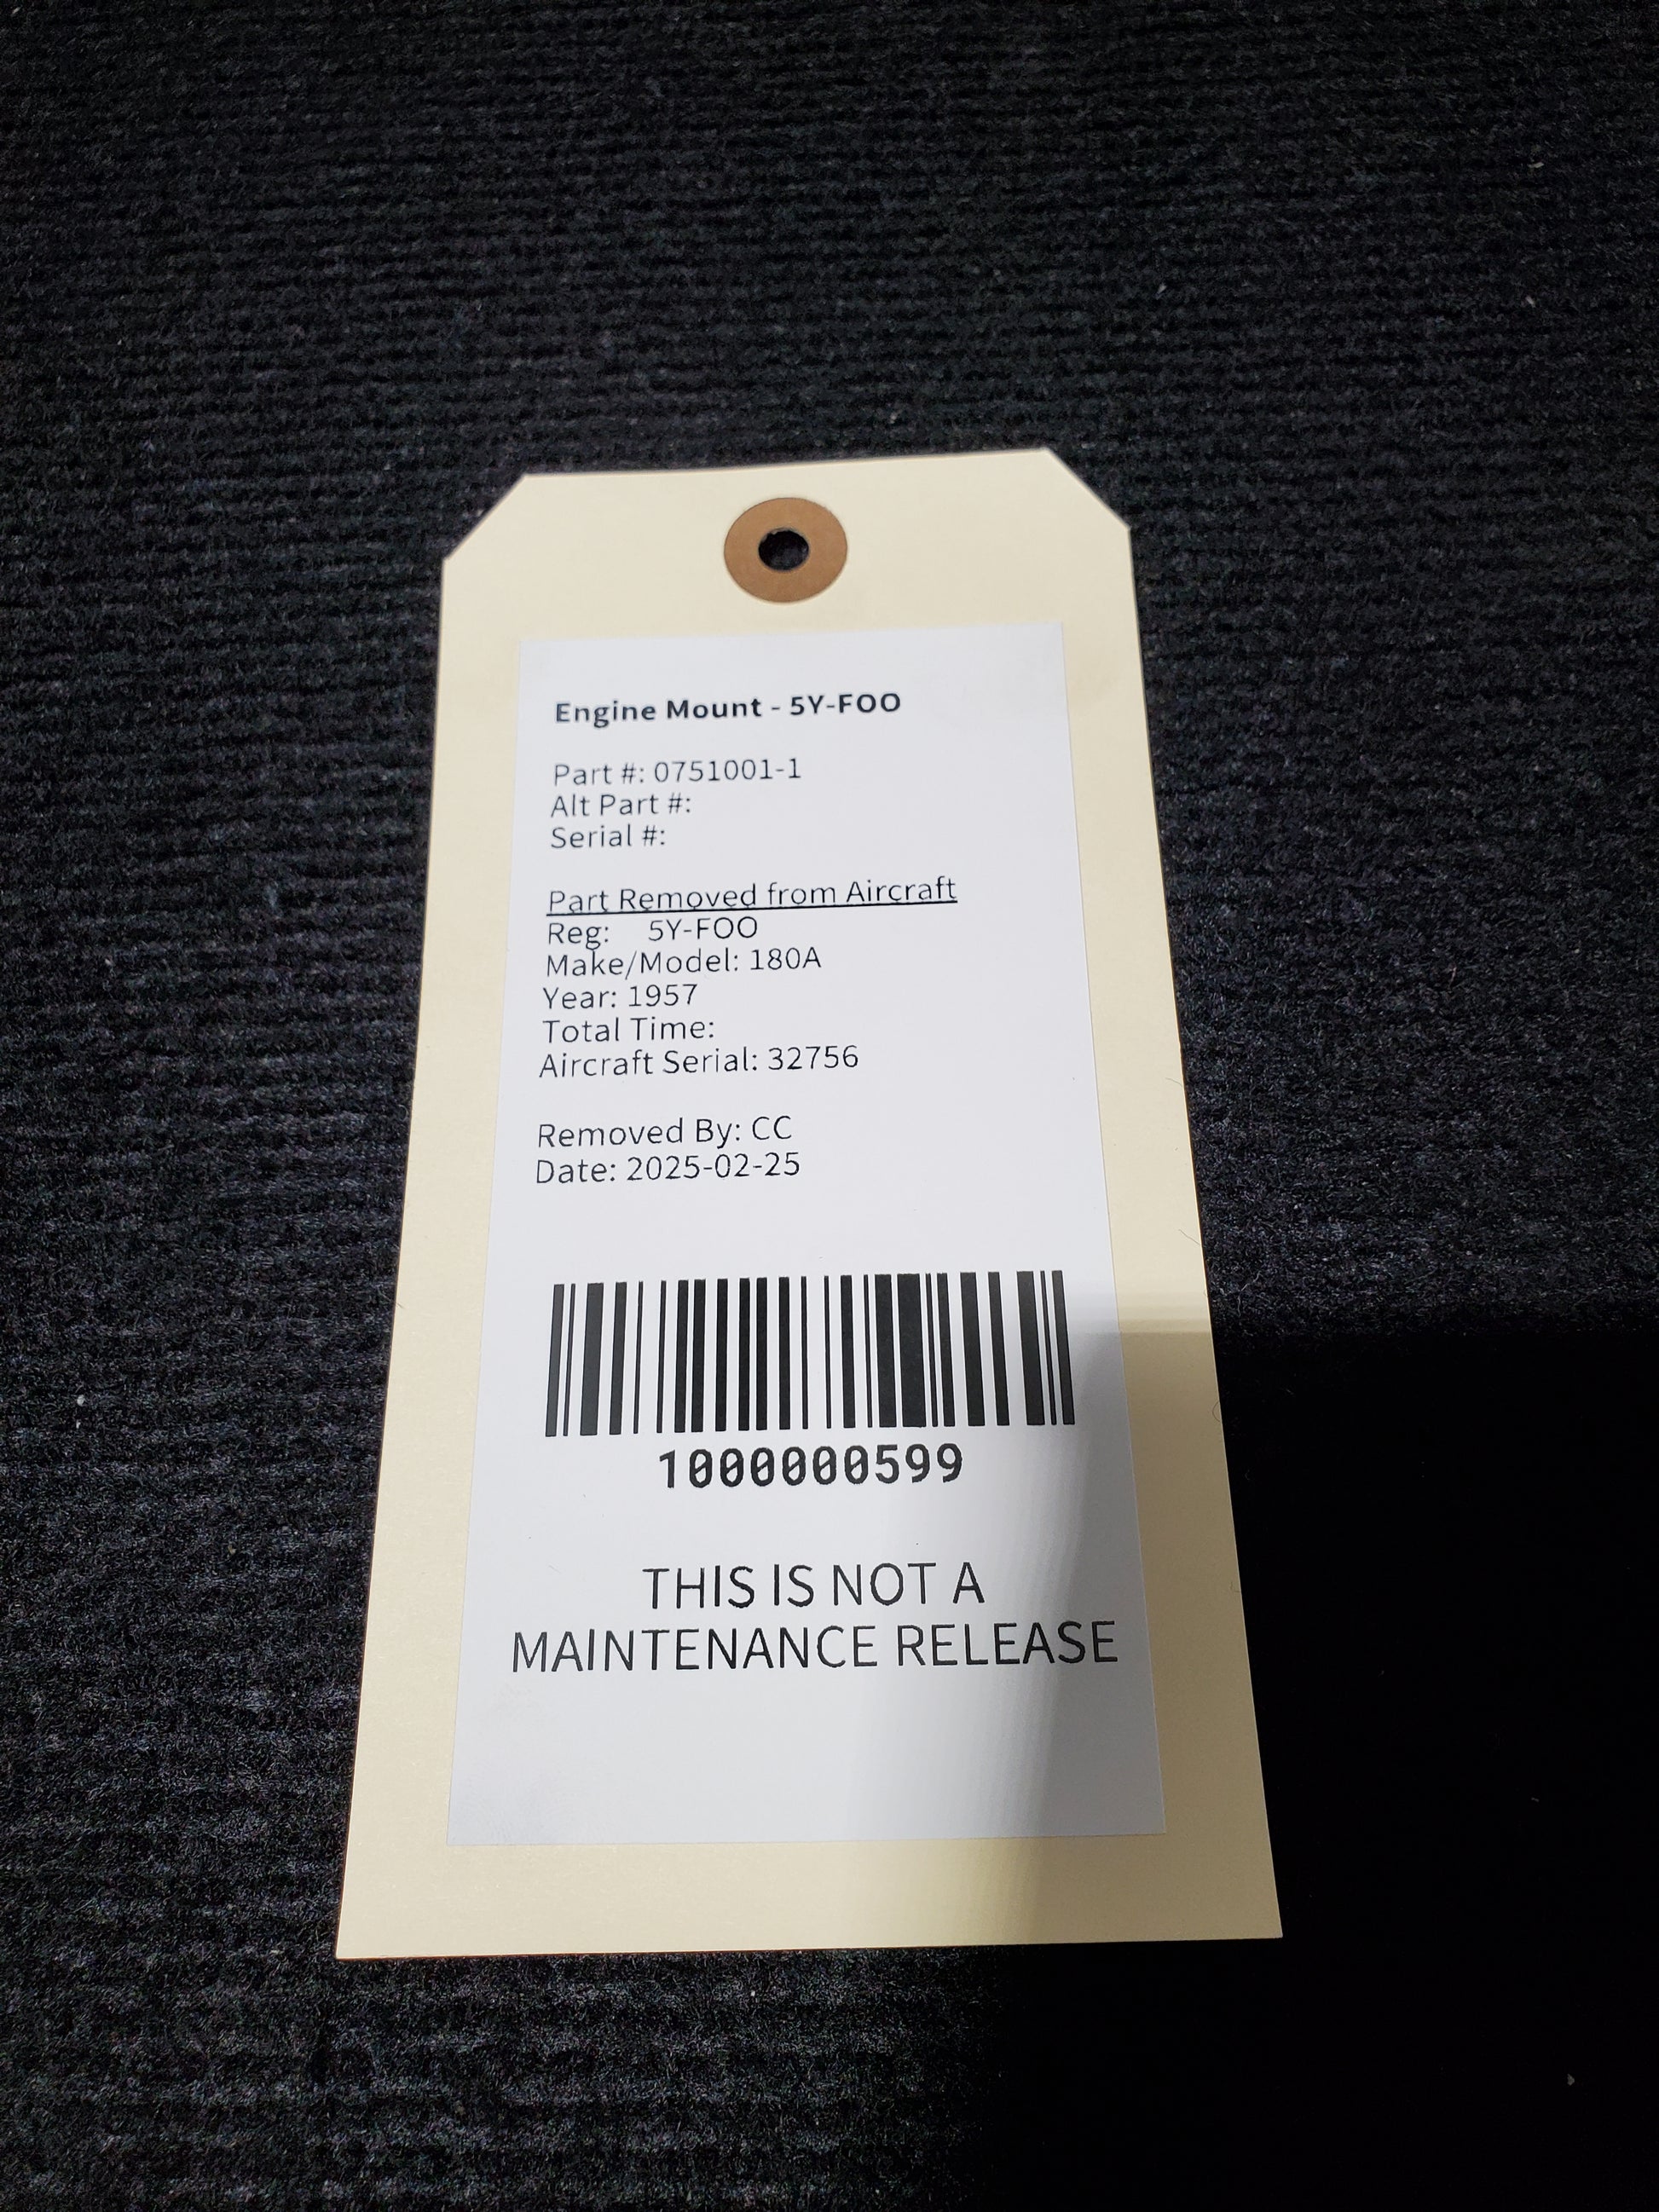 Engine Mount - 5Y-FOO
Part #: 0751001-1
Alt Part #:
Serial #:
Part Removed from Aircraft
Reg: 5Y-FOO
Make/Model: 180A
Year: 1957
Total Time:
Aircraft Serial: 32756
Removed By: CC
Date: 2025-02-25
1000000599
THIS IS NOT A
MAINTENANCE RELEASE